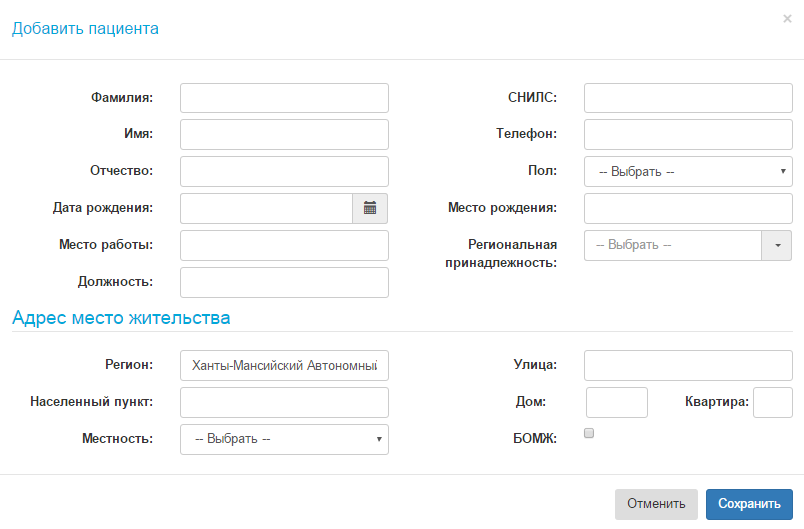 Добавить пациента
×
Фамилия:
СНИЛС:
Имя:
Телефон:
Отчество:
Пол:
-- Выбрать --
Дата рождения:
Место рождения:
Место работы:
Региональная
принадлежность:
-- Выбрать --
Должность:
Адрес место жительства
Регион:
Ханты-Мансийский Автономный
Улица:
Населенный пункт:
Дом:
Квартира:
Местность:
-- Выбрать --
БОМЖ:
Отменить
Сохранить